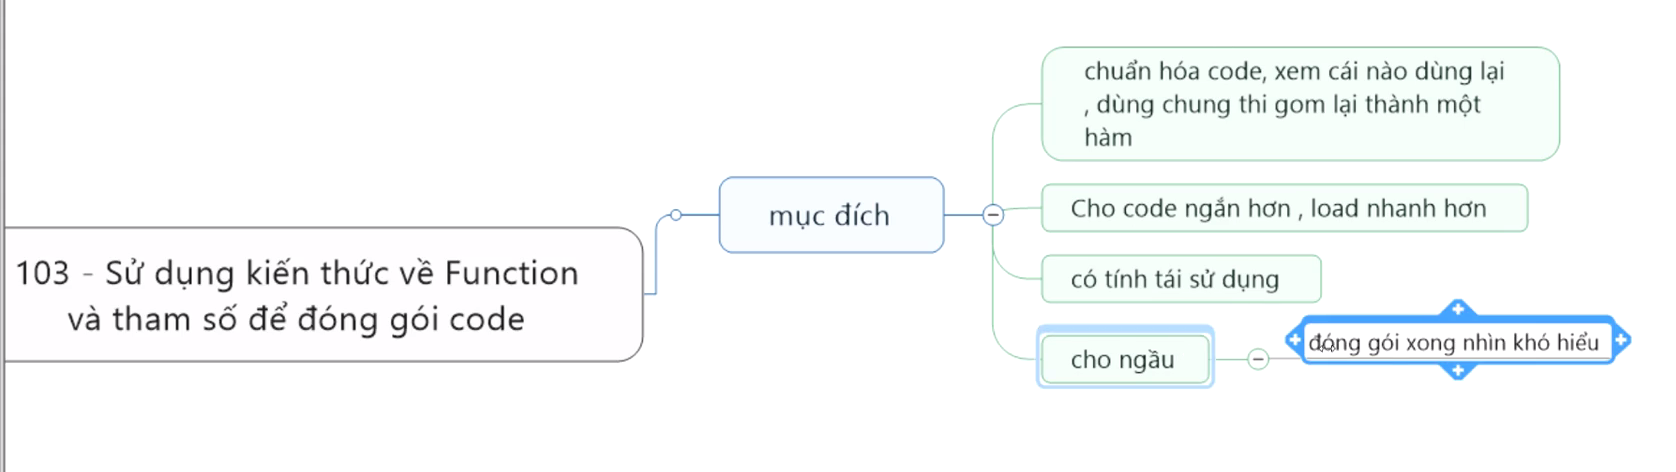 103 - Sử dụng kiến thức về Function
và tham số để đóng gói code
mục đích
chuẩn hóa code, xem cái nào dùng lại
, dùng chung thi gom lại thành một
hàm
Cho code ngắn hơn , load nhanh hơn
có tính tái sử dụng
cho ngầu
đóng gói xong nhìn khó hiểu